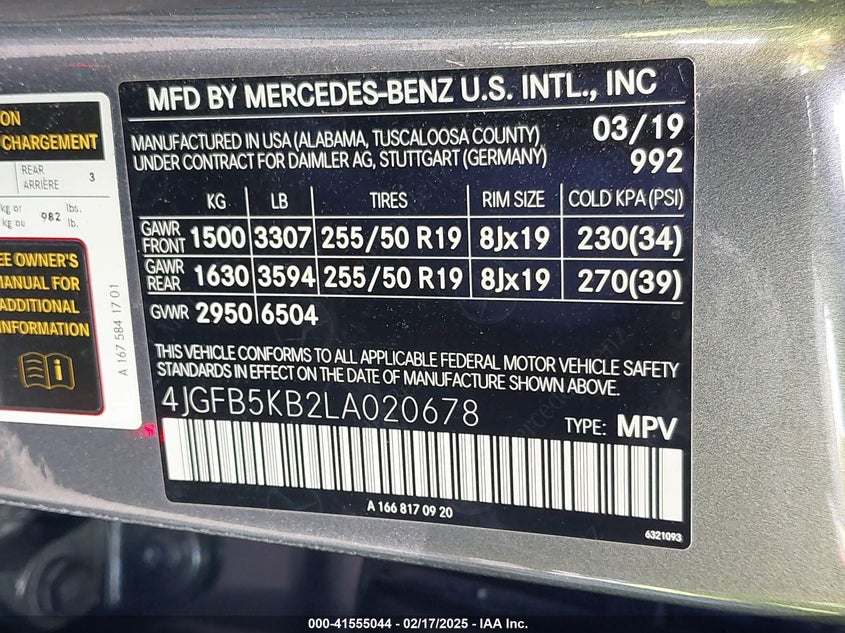 ON
CHARGEMENT
REAR
ARRIÈRE 3
kg or 982 lbs.
kg ou lb.
EE OWNER'S
MANUAL FOR
ADDITIONAL
INFORMATION
A 167 584 17 01
MFD BY MERCEDES-BENZ U.S. INTL., INC
MANUFACTURED IN USA (ALABAMA, TUSCALOOSA COUNTY) 03/19
UNDER CONTRACT FOR DAIMLER AG, STUTTGART (GERMANY) 992
KG LB TIRES RIM SIZE COLD KPA (PSI)
GAWR FRONT 1500 3307 255/50 R19 8Jx19 230(34)
GAWR REAR 1630 3594 255/50 R19 8Jx19 270(39)
GVWR 2950 6504
THIS VEHICLE CONFORMS TO ALL APPLICABLE FEDERAL MOTOR VEHICLE SAFETY
STANDARDS IN EFFECT ON THE DATE OF MANUFACTURE SHOWN ABOVE.
4JGFB5KB2LA020678
TYPE: MPV
A 166 817 09 20
6321093
000-41555044 - 02/17/2025 - IAA Inc.